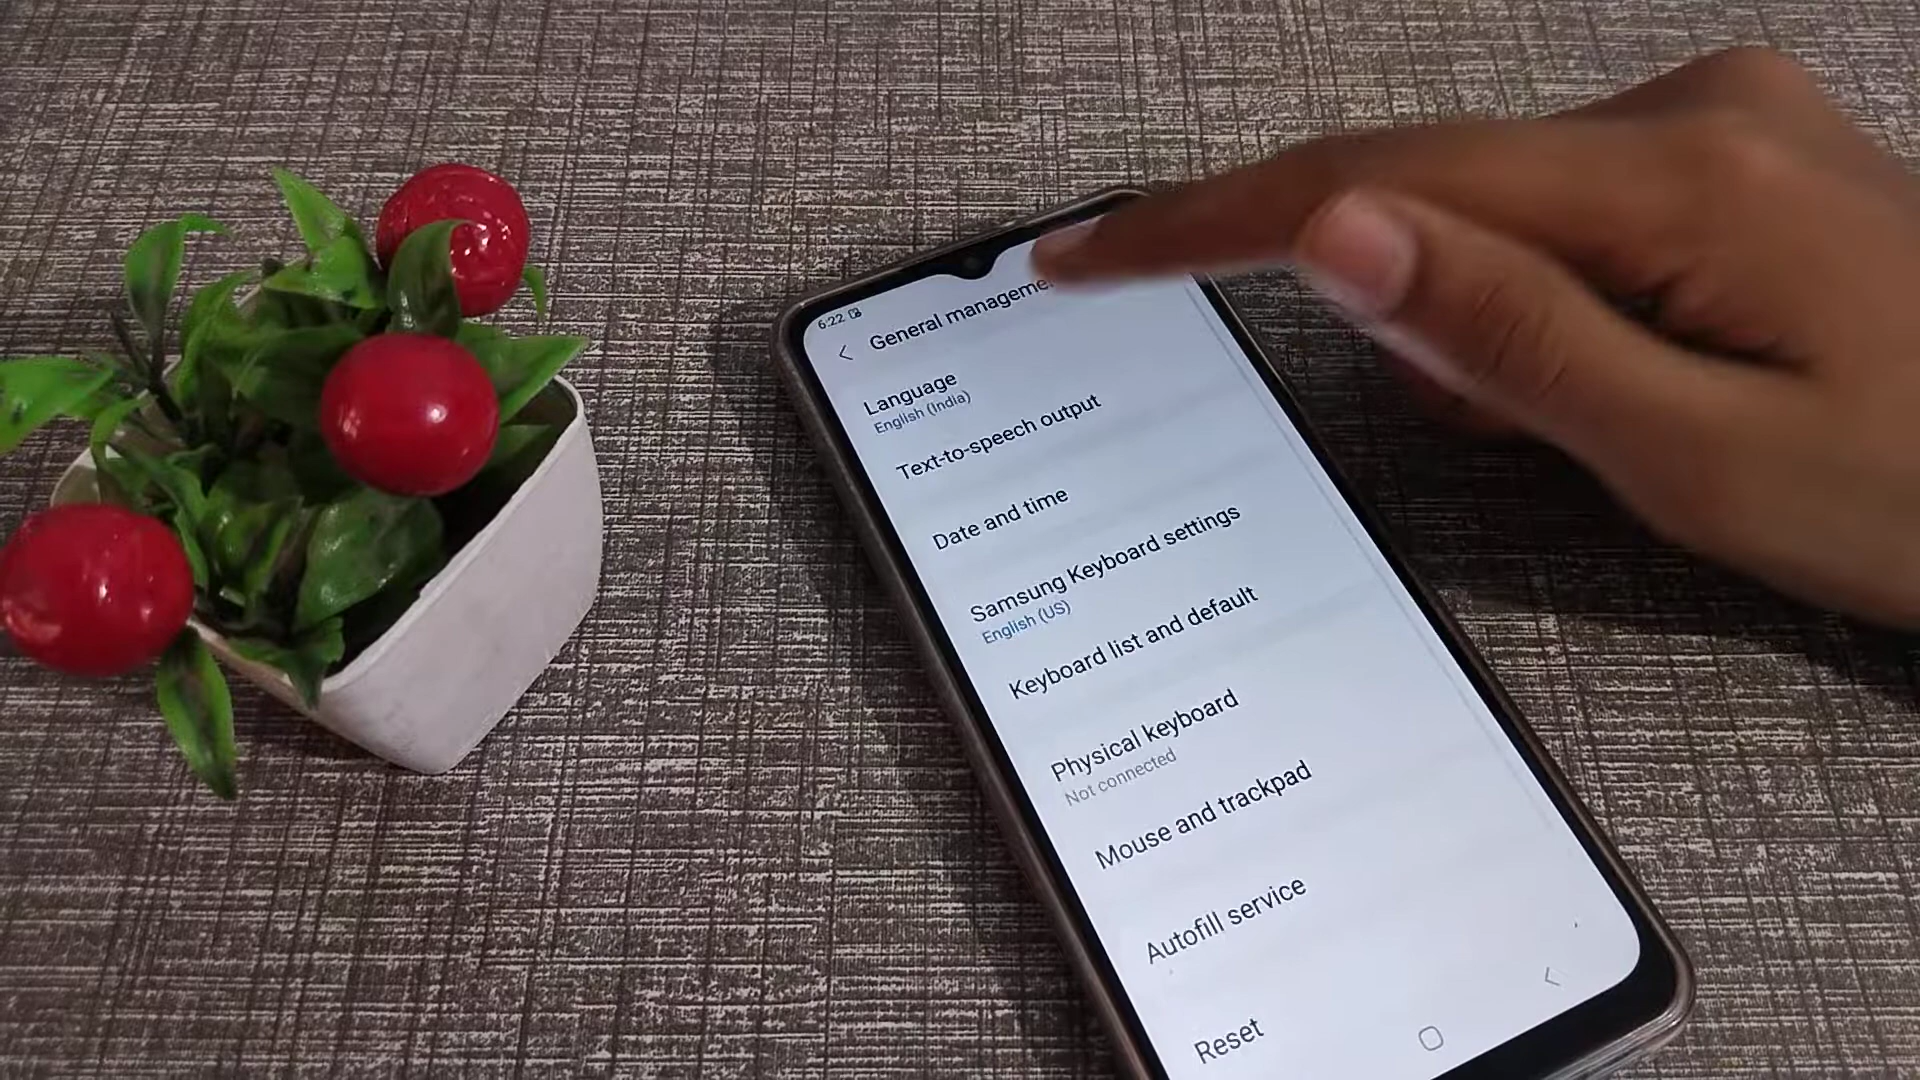 6:22
General manageme
Language
English (India)
Text-to-speech output
Date and time
Samsung Keyboard settings
English (US)
Keyboard list and default
Physical keyboard
Not connected
Mouse and trackpad
Autofill service
Reset